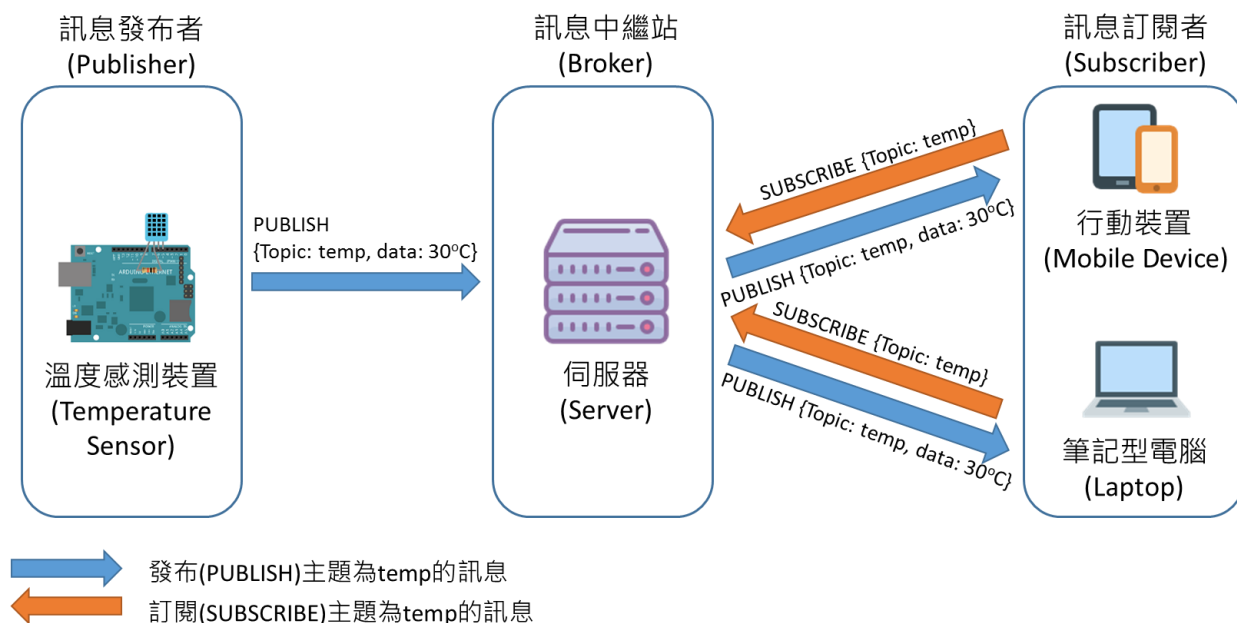 訊息發布者
(Publisher)
訊息中繼站
(Broker)
訊息訂閱者
(Subscriber)
PUBLISH
{Topic: temp, data: 30°C}
溫度感測裝置
(Temperature
Sensor)
伺服器
(Server)
SUBSCRIBE {Topic: temp}
PUBLISH {Topic: temp, data: 30°C}
SUBSCRIBE {Topic: temp}
PUBLISH {Topic: temp, data: 30°C}
行動裝置
(Mobile Device)
筆記型電腦
(Laptop)
發布(PUBLISH)主題為temp的訊息
訂閱(SUBSCRIBE)主題為temp的訊息